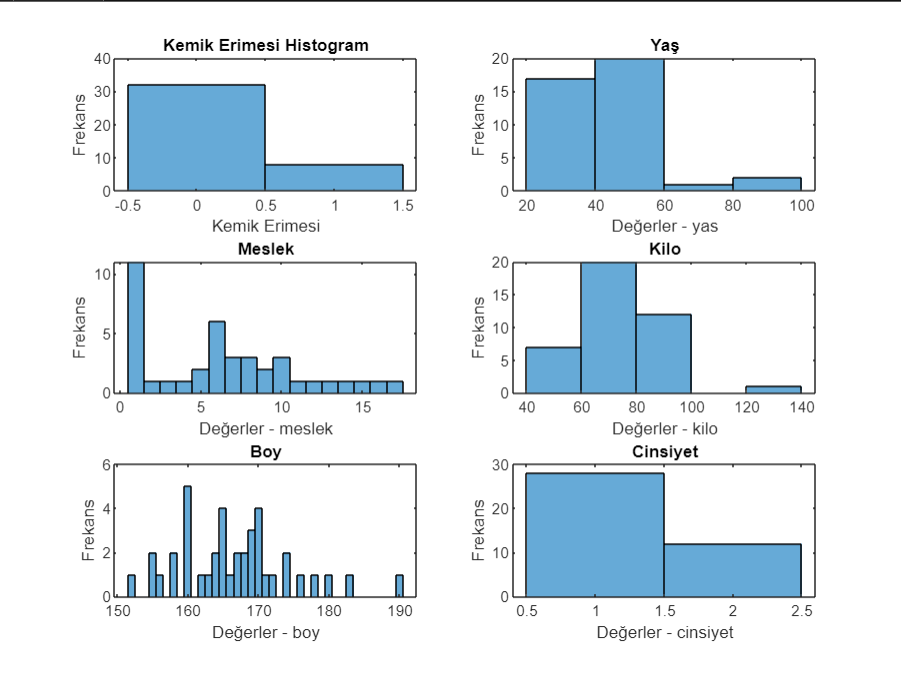 Kemik Erimesi Histogram
40
30
20
10
0
Frekans
-0.5 0 0.5 1 1.5
Kemik Erimesi
Yaş
20
15
10
5
0
Frekans
20 40 60 80 100
Değerler - yas
Meslek
10
5
0
Frekans
0 5 10 15
Değerler - meslek
Kilo
20
15
10
5
0
Frekans
40 60 80 100 120 140
Değerler - kilo
Boy
6
4
2
0
Frekans
150 160 170 180 190
Değerler - boy
Cinsiyet
30
20
10
0
Frekans
0.5 1 1.5 2 2.5
Değerler - cinsiyet